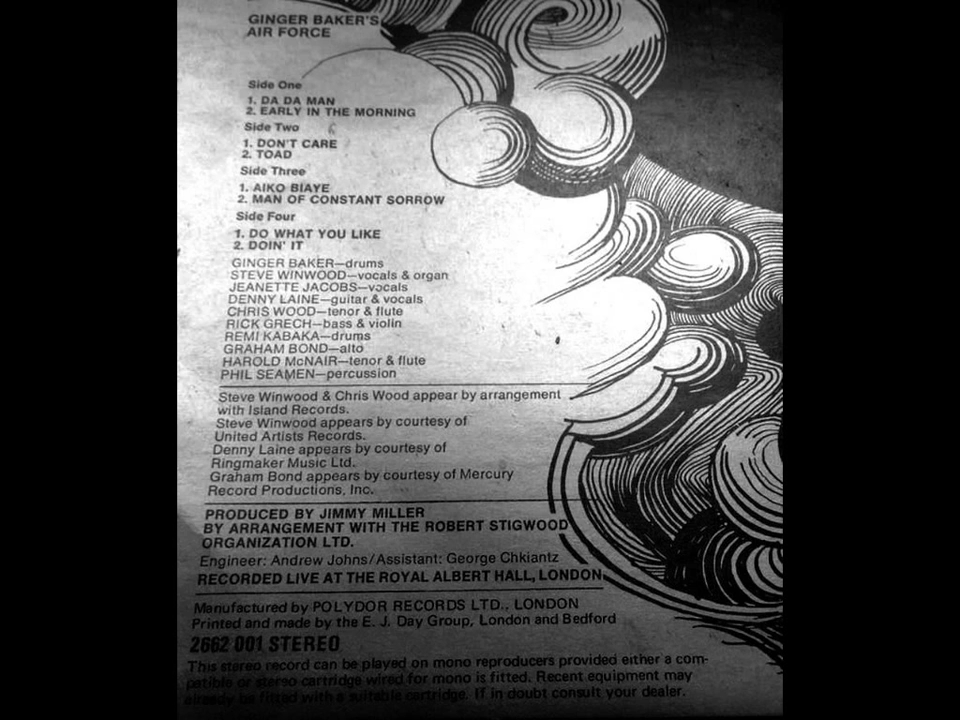 GINGER BAKER'S
AIR FORCE
Side One
1. DA DA MAN
2. EARLY IN THE MORNING
Side Two
1. DON'T CARE
2. TOAD
Side Three
1. AIKO BIAYE
2. MAN OF CONSTANT SORROW
Side Four
1. DO WHAT YOU LIKE
2. DOIN' IT
GINGER BAKER—drums
STEVE WINWOOD—vocals & organ
JEANETTE JACOBS—vocals
DENNY LAINE—guitar & vocals
CHRIS WOOD—tenor & flute
RICK GRECH—bass & violin
REMI KABAKA—drums
GRAHAM BOND—alto
HAROLD McNAIR—tenor & flute
PHIL SEAMEN—percussion
Steve Winwood & Chris Wood appear by arrangement
with Island Records.
Steve Winwood appears by courtesy of
United Artists Records.
Denny Laine appears by courtesy of
Ringmaker Music Ltd.
Graham Bond appears by courtesy of Mercury
Record Productions, Inc.
PRODUCED BY JIMMY MILLER
BY ARRANGEMENT WITH THE ROBERT STIGWOOD
ORGANIZATION LTD.
Engineer: Andrew Johns/Assistant: George Chkiantz
RECORDED LIVE AT THE ROYAL ALBERT HALL, LONDON.
Manufactured by POLYDOR RECORDS LTD., LONDON
Printed and made by the E. J. Day Group, London and Bedford
2662 001 STEREO
This stereo record can be played on mono reproducers provided either a com-
patible or stereo cartridge wired for mono is fitted. Recent equipment may
already be fitted with a suitable cartridge. If in doubt consult your dealer.